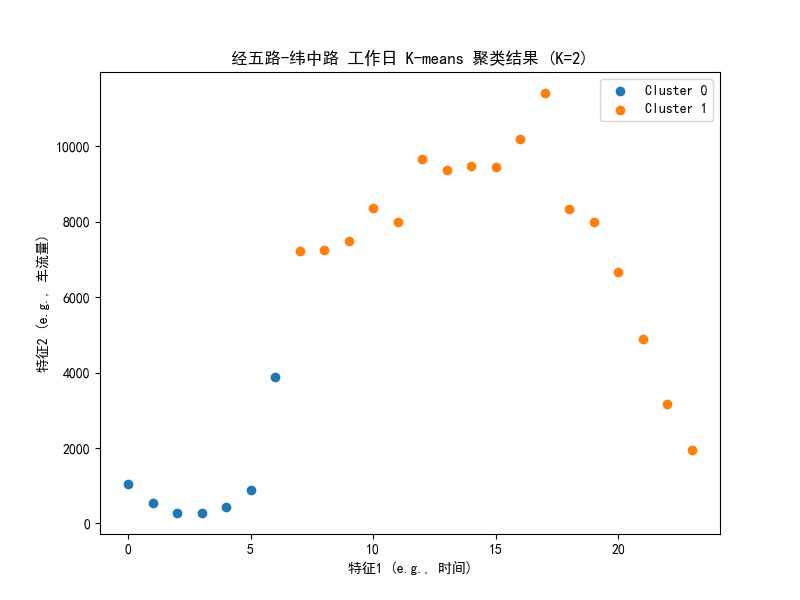 经五路-纬中路 工作日 K-means 聚类结果 (K=2)
Cluster 0
Cluster 1
特征2 (e.g., 车流量)
10000
8000
6000
4000
2000
0
0 5 10 15 20
特征1 (e.g., 时间)